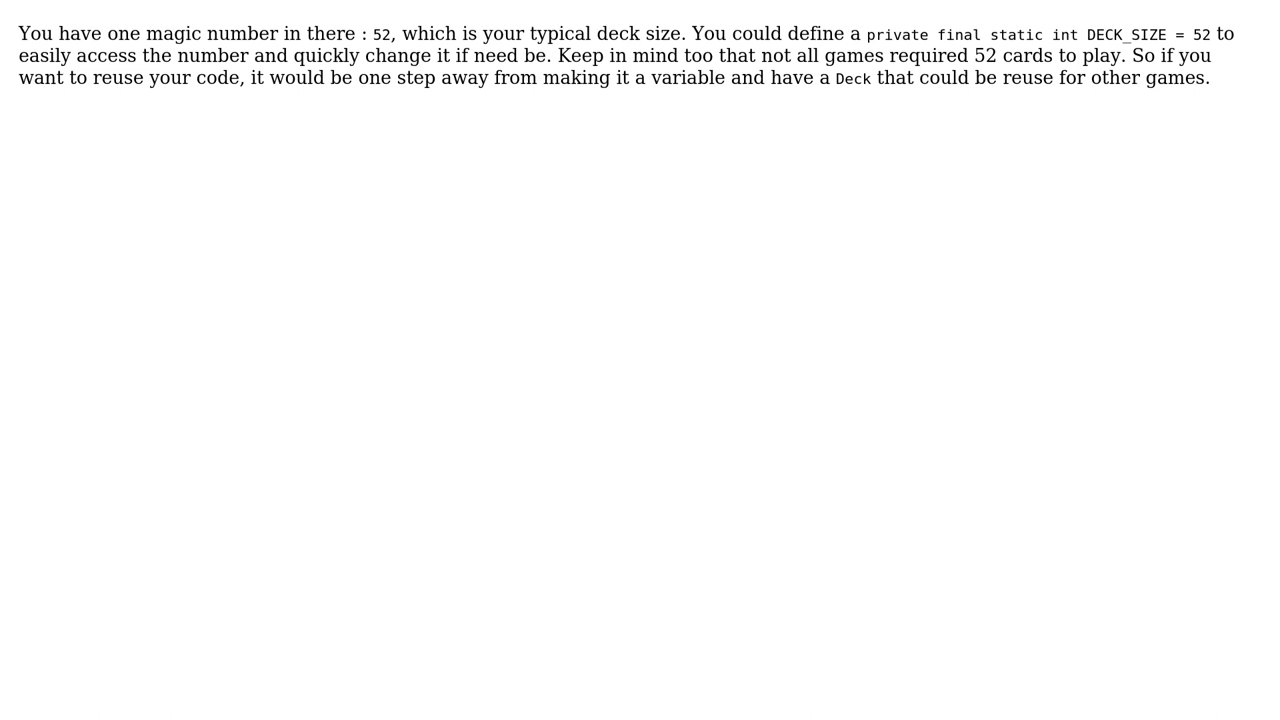 You have one magic number in there : 52, which is your typical deck size. You could define a private final static int DECK_SIZE = 52 to
easily access the number and quickly change it if need be. Keep in mind too that not all games required 52 cards to play. So if you
want to reuse your code, it would be one step away from making it a variable and have a Deck that could be reuse for other games.